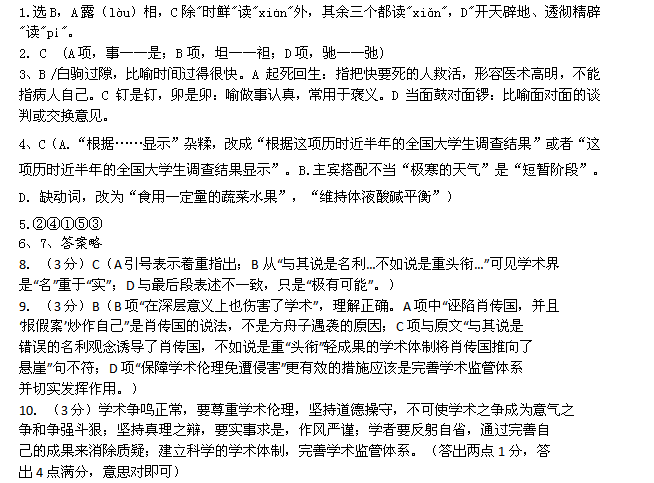 1.选B，A露（lòu）相，C除"时鲜"读"xiān"外，其余三个都读"xiǎn"，D"开天辟地、透彻精辟
"读"pì"。
2. C （A项，事一一是；B项，坦一一袒；D项，驰一一弛)
3、B /白驹过隙，比喻时间过得很快。A 起死回生：指把快要死的人救活，形容医术高明，不能
指病人自己。C 钉是钉，卯是卯：喻做事认真，常用于褒义。D 当面鼓对面锣：比喻面对面的谈
判或交换意见。
4、C（A.“根据……显示”杂糅，改成“根据这项历时近半年的全国大学生调查结果”或者“这
项历时近半年的全国大学生调查结果显示”。B.主宾搭配不当“极寒的天气”是“短暂阶段”。
D. 缺动词，改为“食用一定量的蔬菜水果”，“维持体液酸碱平衡”）
5.②④①⑤③
6、7、答案略
8. （3分）C（A引号表示着重指出；B 从“与其说是名利…不如说是重头衔…”可见学术界
是“名”重于“实”；D与最后段表述不一致，只是“极有可能”。）
9. （3分）B（B项“在深层意义上也伤害了学术”，理解正确。A项中“诬陷肖传国，并且
‘报假案’炒作自己”是肖传国的说法，不是方舟子遇袭的原因；C项与原文“与其说是
错误的名利观念诱导了肖传国，不如说是重“头衔”轻成果的学术体制将肖传国推向了
悬崖”句不符；D项“保障学术伦理免遭侵害”更有效的措施应该是完善学术监管体系
并切实发挥作用。）
10. （3分）学术争鸣正常，要尊重学术伦理，坚持道德操守，不可使学术之争成为意气之
争和争强斗狠；坚持真理之辩，要实事求是，作风严谨；学者要反躬自省，通过完善自
己的成果来消除质疑；建立科学的学术体制，完善学术监管体系。（答出两点1分，答
出4点满分，意思对即可）